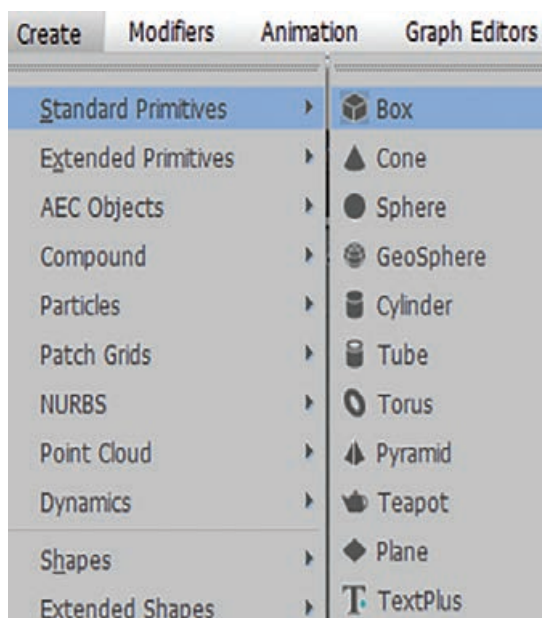 Create Modifiers Animation Graph Editors
Standard Primitives
Extended Primitives
AEC Objects
Compound
Particles
Patch Grids
NURBS
Point Cloud
Dynamics
Shapes
Extended Shapes
Box
Cone
Sphere
GeoSphere
Cylinder
Tube
Torus
Pyramid
Teapot
Plane
TextPlus